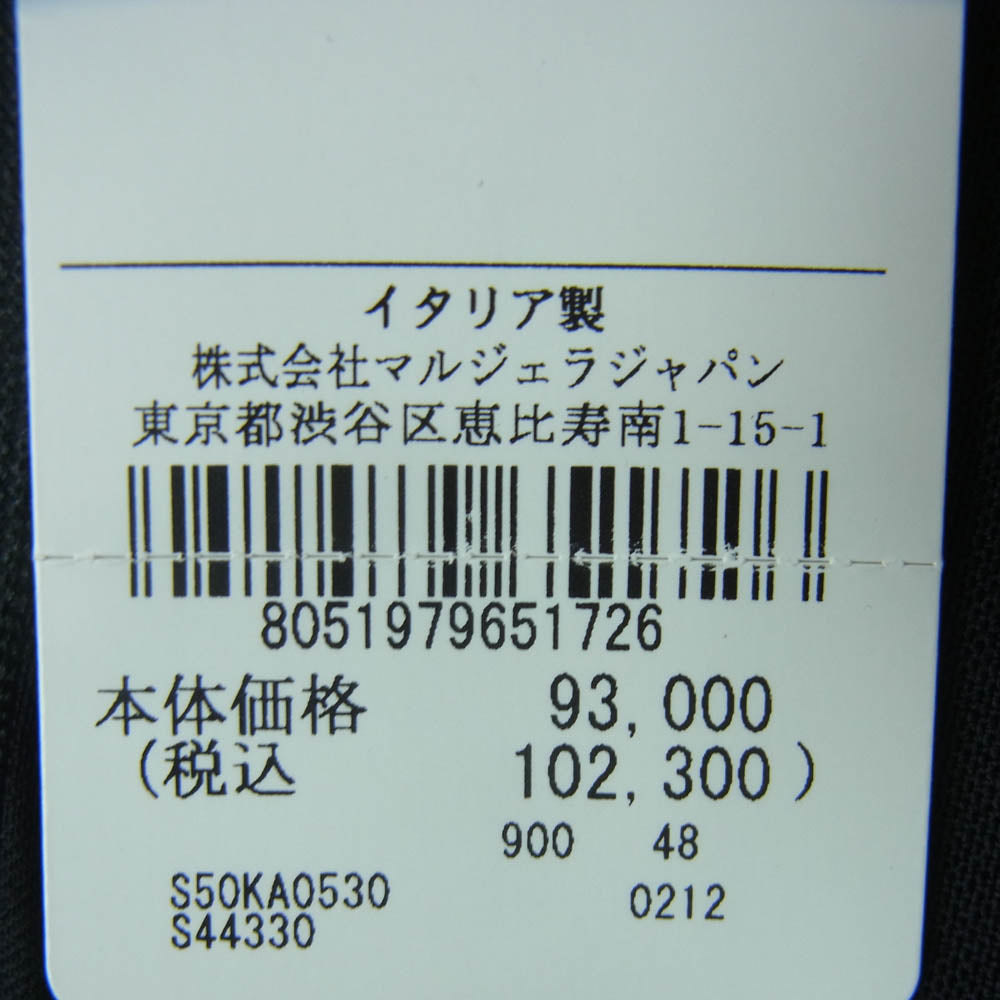 イタリア製
株式会社マルジェラジャパン
東京都渋谷区恵比寿南1-15-1
8051979651726
本体価格 93,000
(税込 102,300)
900 48
S50KA0530 0212
S44330